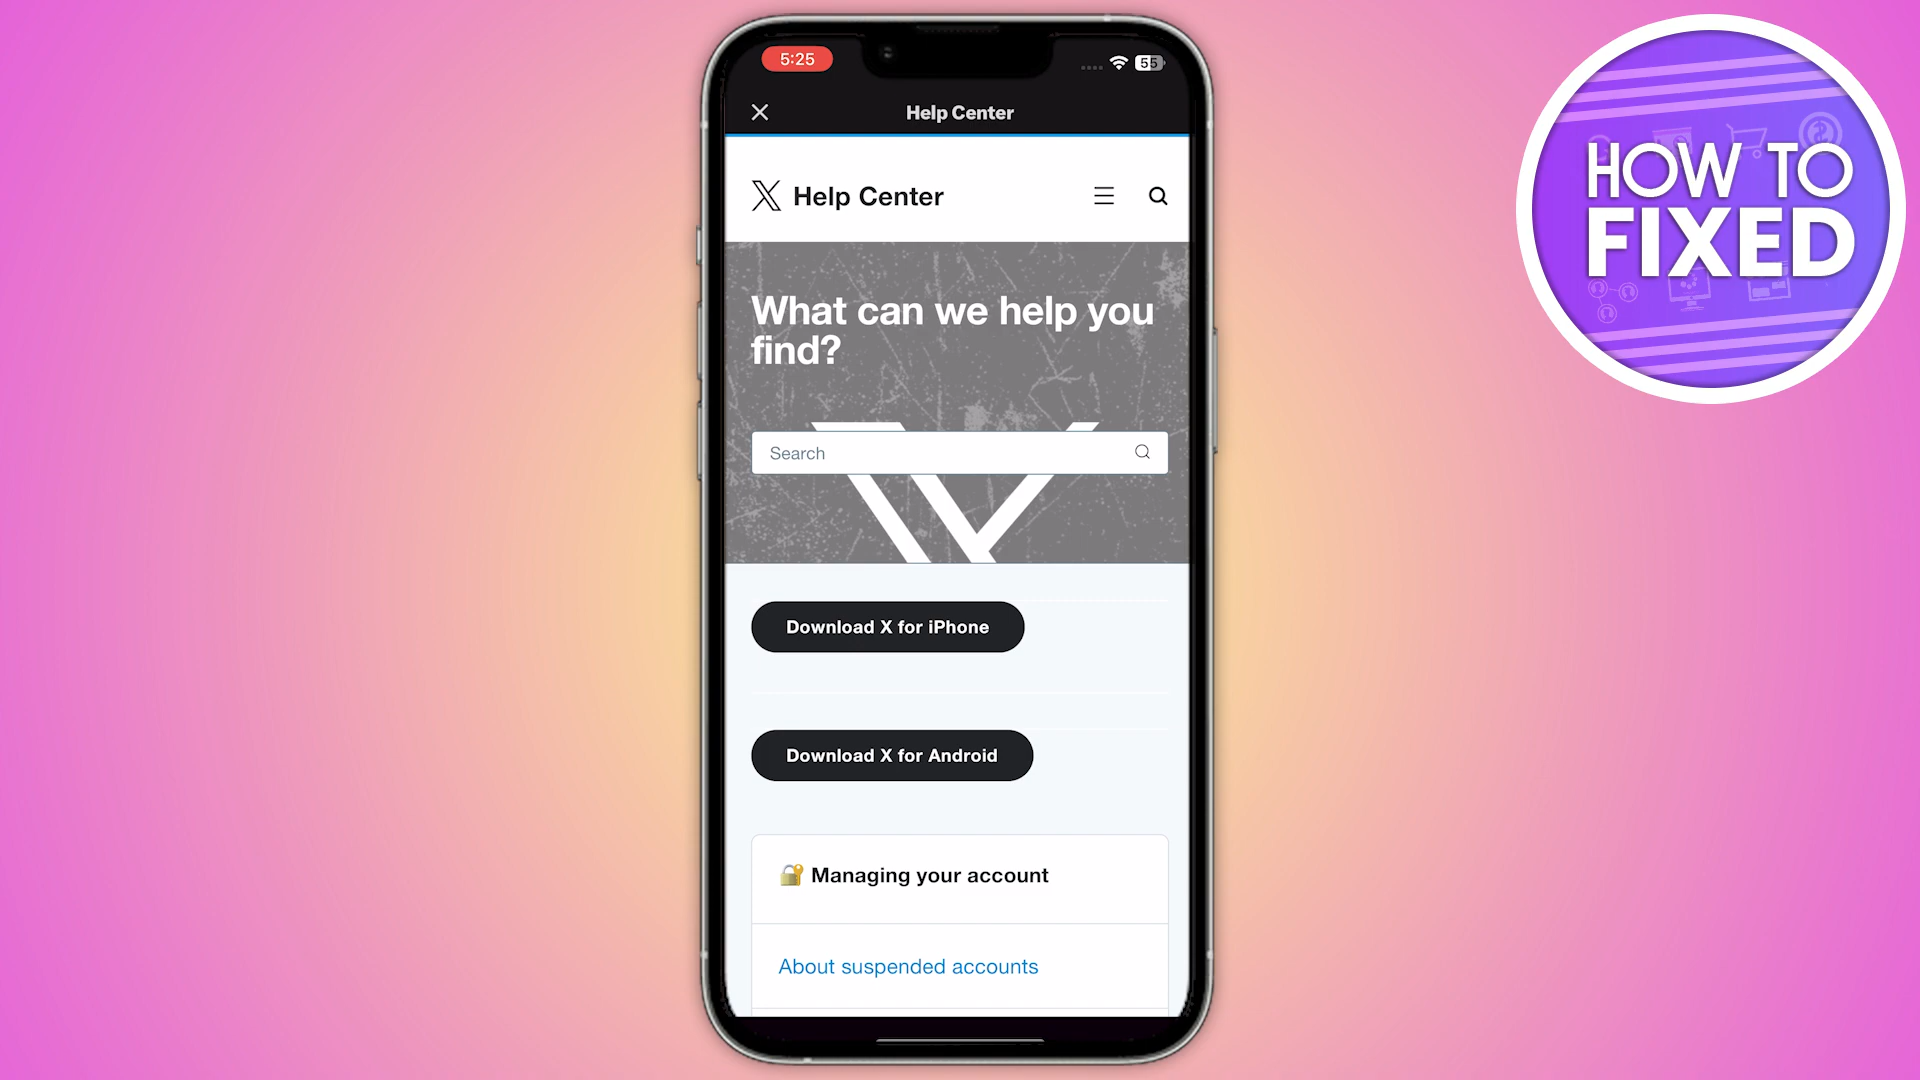 5:25
55
Help Center
Help Center
What can we help you
find?
Search
Download X for iPhone
Download X for Android
🔐 Managing your account
About suspended accounts
HOW TO
FIXED